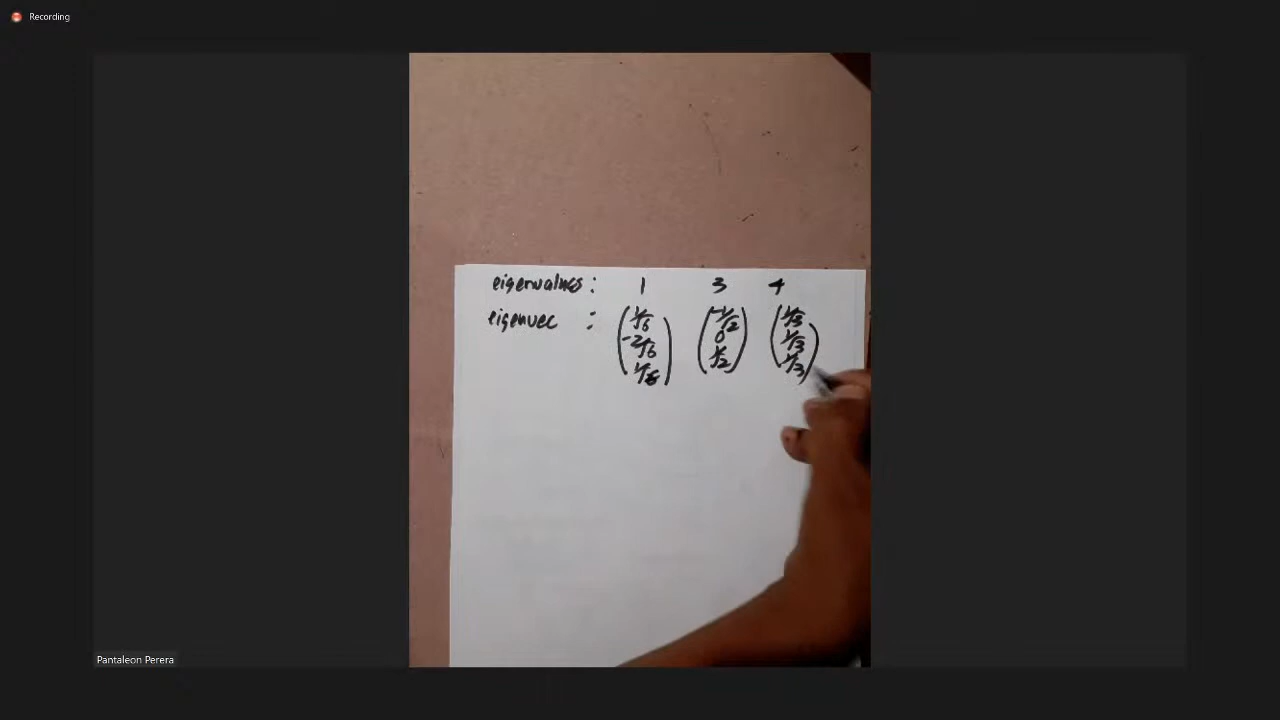 Recording
eigenvalues : 1 3 4
eigenvec : (1/√6 -2/√6 1/√6) (-1/√2 0 1/√2) (1/√3 1/√3 1/√3)
Pantaleon Perera